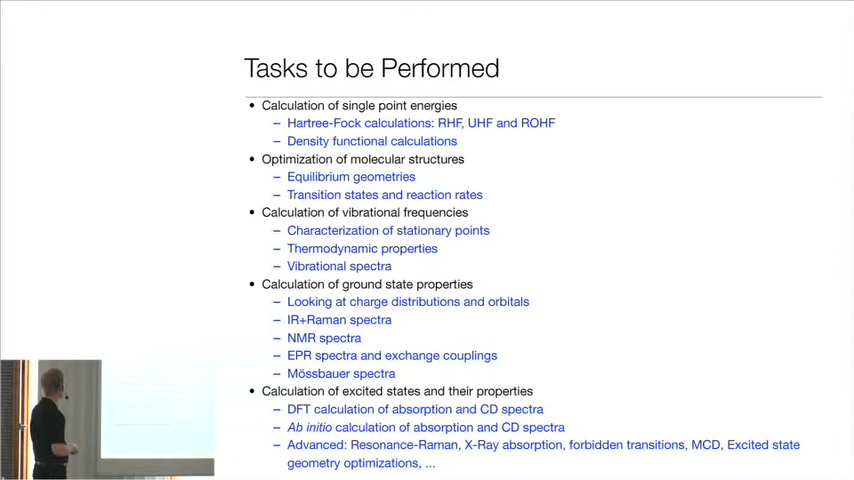 Tasks to be Performed
• Calculation of single point energies
– Hartree-Fock calculations: RHF, UHF and ROHF
– Density functional calculations
• Optimization of molecular structures
– Equilibrium geometries
– Transition states and reaction rates
• Calculation of vibrational frequencies
– Characterization of stationary points
– Thermodynamic properties
– Vibrational spectra
• Calculation of ground state properties
– Looking at charge distributions and orbitals
– IR+Raman spectra
– NMR spectra
– EPR spectra and exchange couplings
– Mössbauer spectra
• Calculation of excited states and their properties
– DFT calculation of absorption and CD spectra
– Ab initio calculation of absorption and CD spectra
– Advanced: Resonance-Raman, X-Ray absorption, forbidden transitions, MCD, Excited state
geometry optimizations, ...